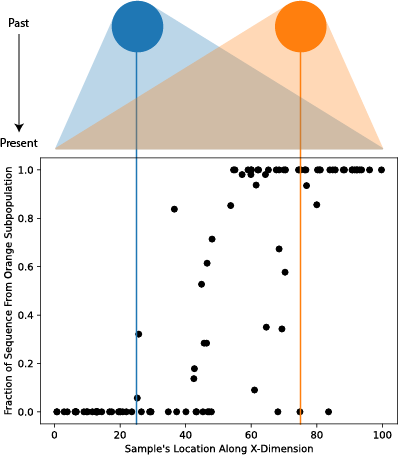 Past
Present
Fraction of Sequence From Orange Subpopulation
1.0
0.8
0.6
0.4
0.2
0.0
0 20 40 60 80 100
Sample's Location Along X-Dimension